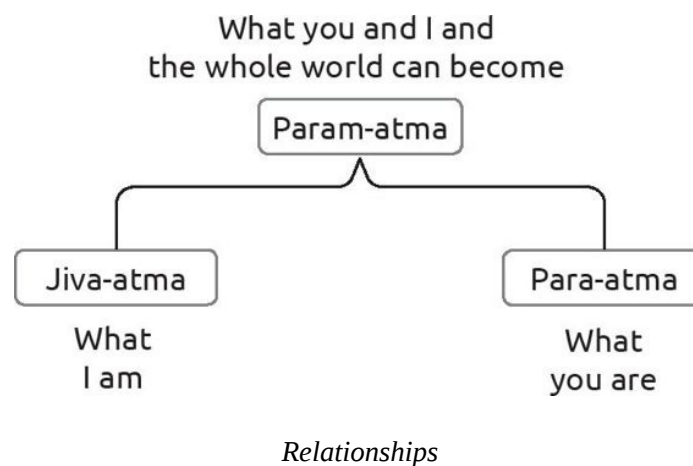 What you and I and
the whole world can become
Param-atma
Jiva-atma
Para-atma
What
I am
What
you are
Relationships